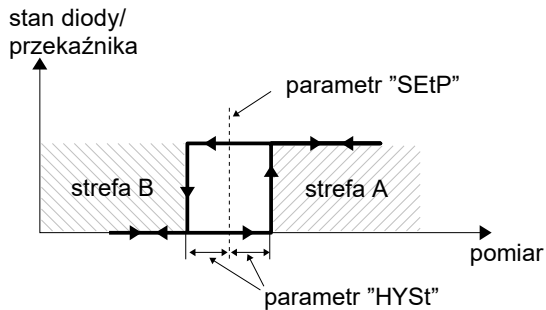 stan diody/
przekaźnika
parametr ”SEtP”
strefa B
strefa A
pomiar
parametr ”HYSt”